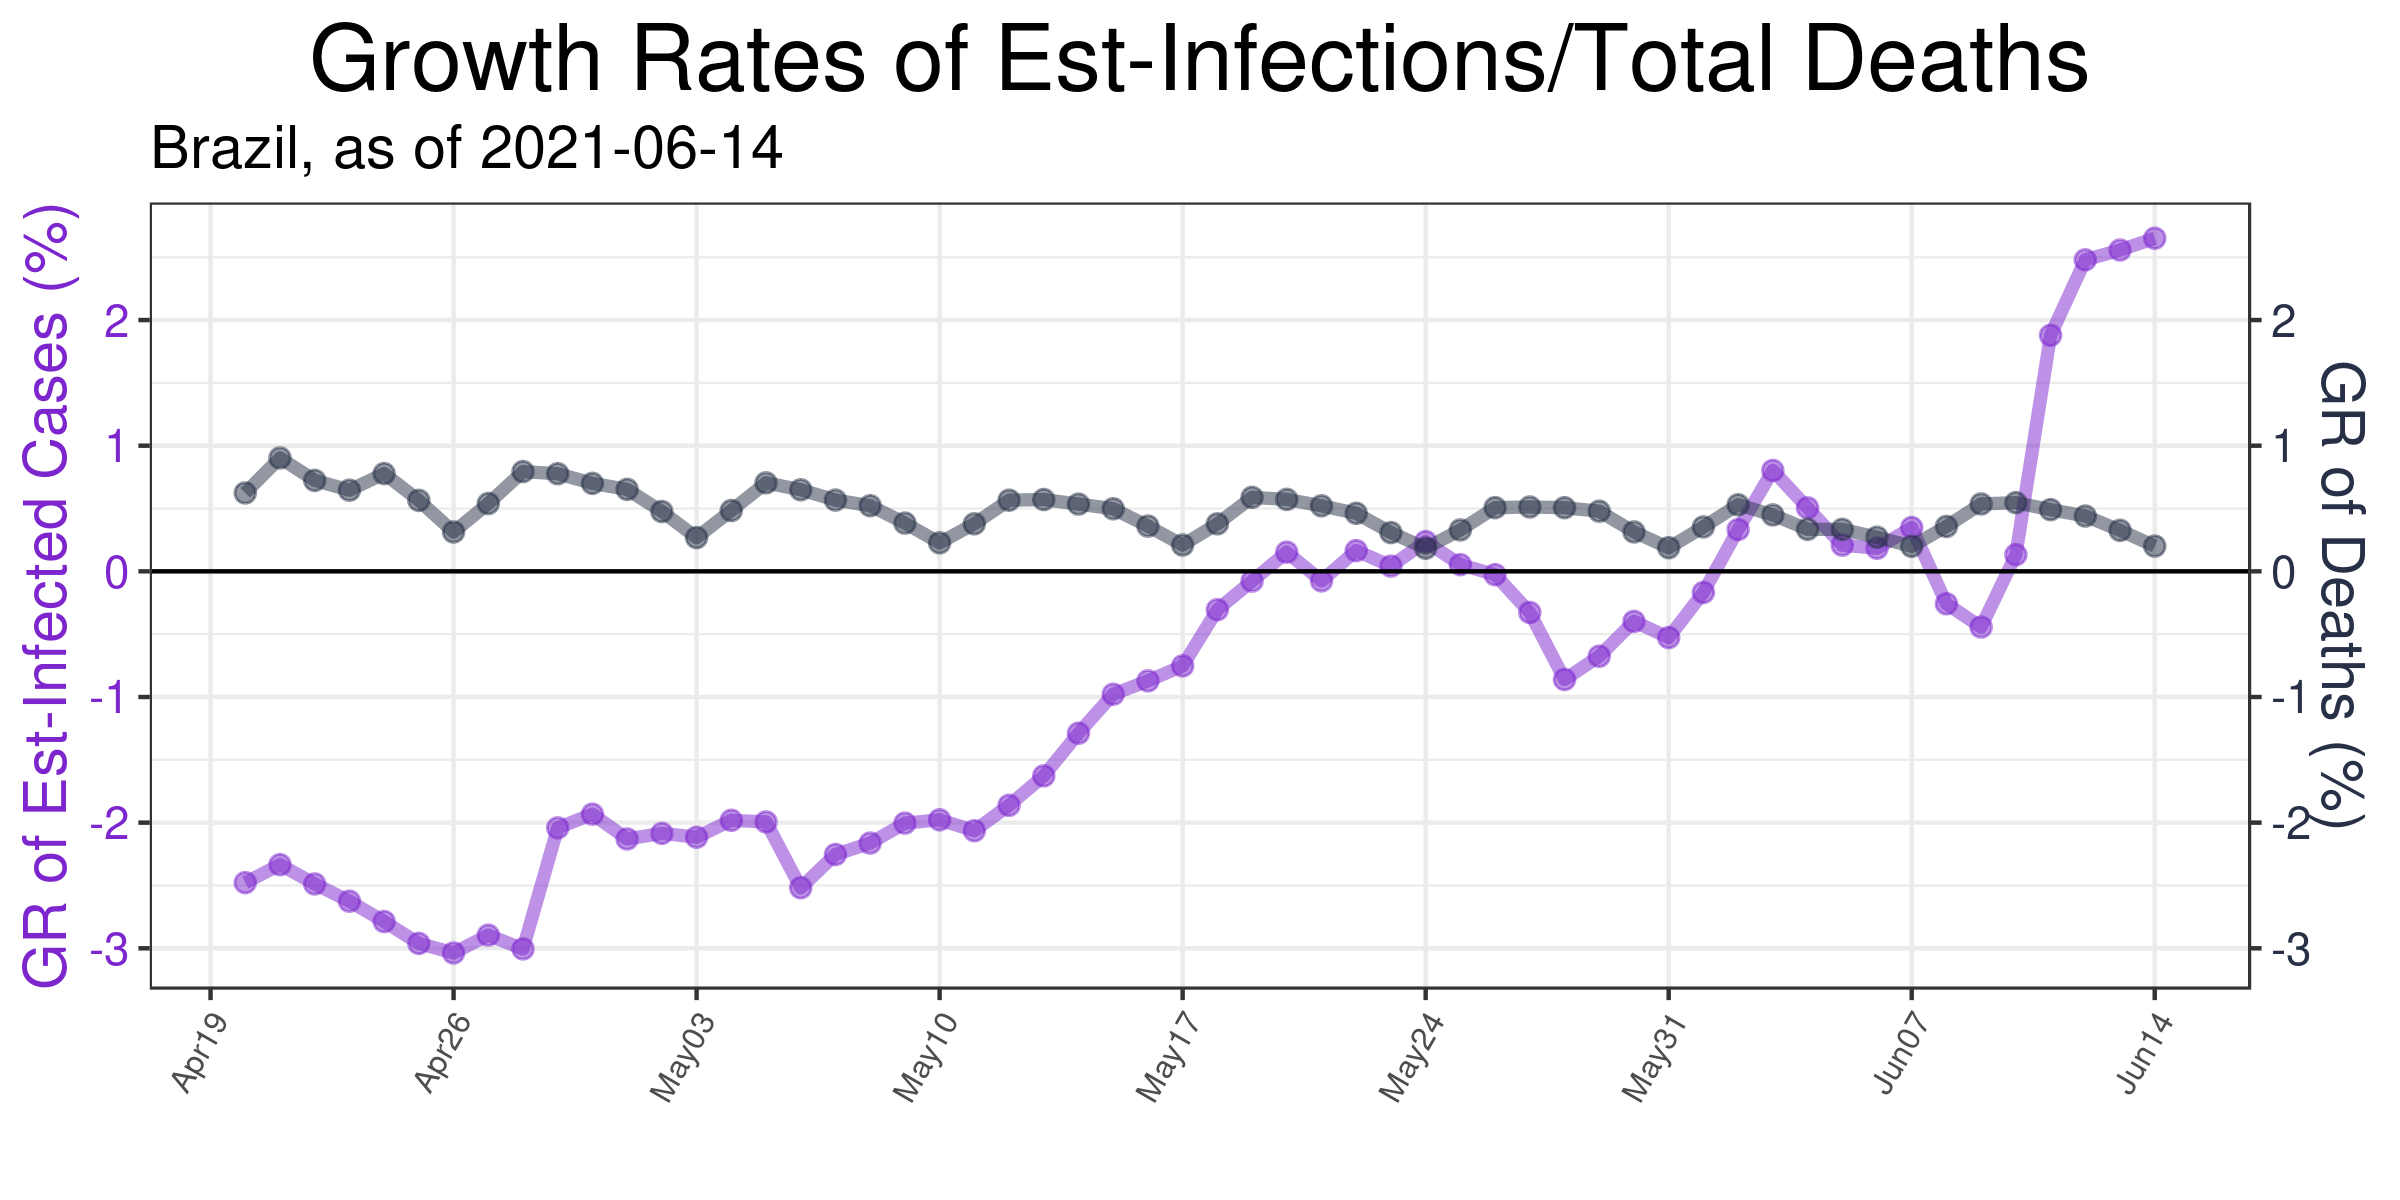 Growth Rates of Est-Infections/Total Deaths
Brazil, as of 2021-06-14
GR of Est-Infected Cases (%)
2
1
0
-1
-2
-3
2
1
0
-1
-2
-3
GR of Deaths (%)
Apr19
Apr26
May03
May10
May17
May24
May31
Jun07
Jun14